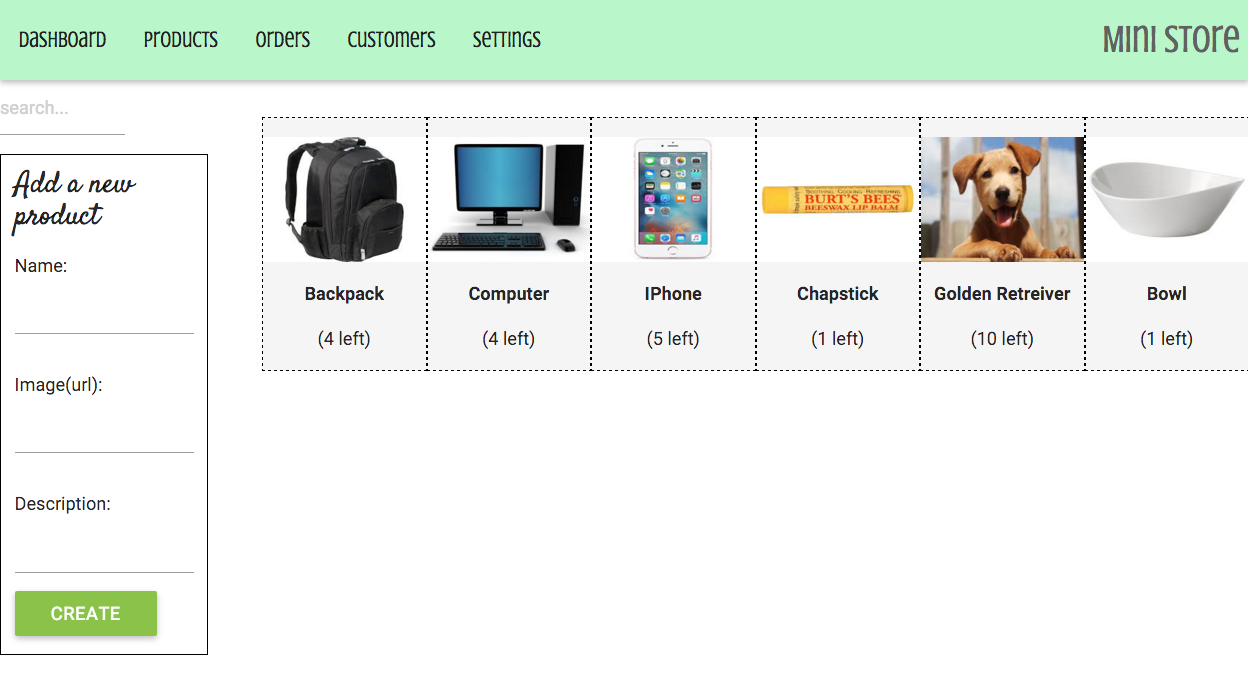 Dashboard Products Orders Customers Settings Mini Store
search...
Add a new
product
Name:
Image(url):
Description:
CREATE
SOOTHING. COOLING. REFRESHING
BURT'S BEES
BEESWAX LIP BALM
Backpack Computer IPhone Chapstick Golden Retreiver Bowl
(4 left) (4 left) (5 left) (1 left) (10 left) (1 left)